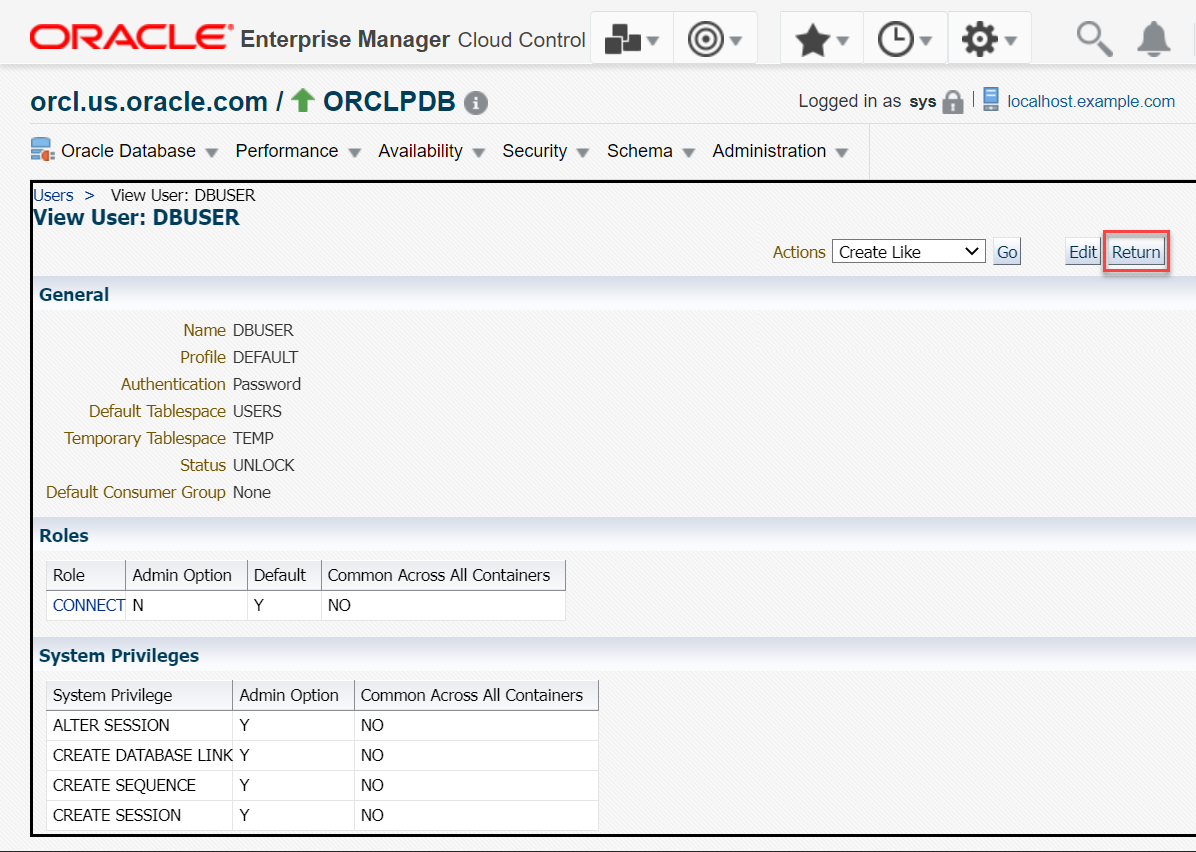 ORACLE® Enterprise Manager Cloud Control
orcl.us.oracle.com / ORCLPDB i
Logged in as sys | localhost.example.com
Oracle Database Performance Availability Security Schema Administration
Users > View User: DBUSER
View User: DBUSER
Actions Create Like Go Edit Return
General
Name DBUSER
Profile DEFAULT
Authentication Password
Default Tablespace USERS
Temporary Tablespace TEMP
Status UNLOCK
Default Consumer Group None
Roles
Role Admin Option Default Common Across All Containers
CONNECT N Y NO
System Privileges
System Privilege Admin Option Common Across All Containers
ALTER SESSION Y NO
CREATE DATABASE LINK Y NO
CREATE SEQUENCE Y NO
CREATE SESSION Y NO